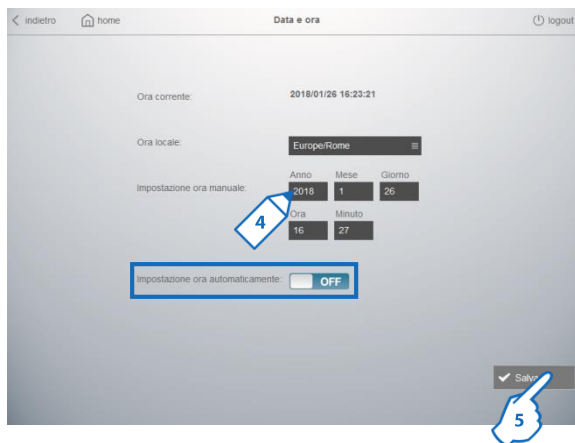 indietro home Data e ora logout
Ora corrente: 2018/01/26 16:23:21
Ora locale: Europe/Rome
Anno Mese Giorno
Impostazione ora manuale: 2018 1 26
4
Ora Minuto
16 27
Impostazione ora automaticamente: OFF
Salva
5